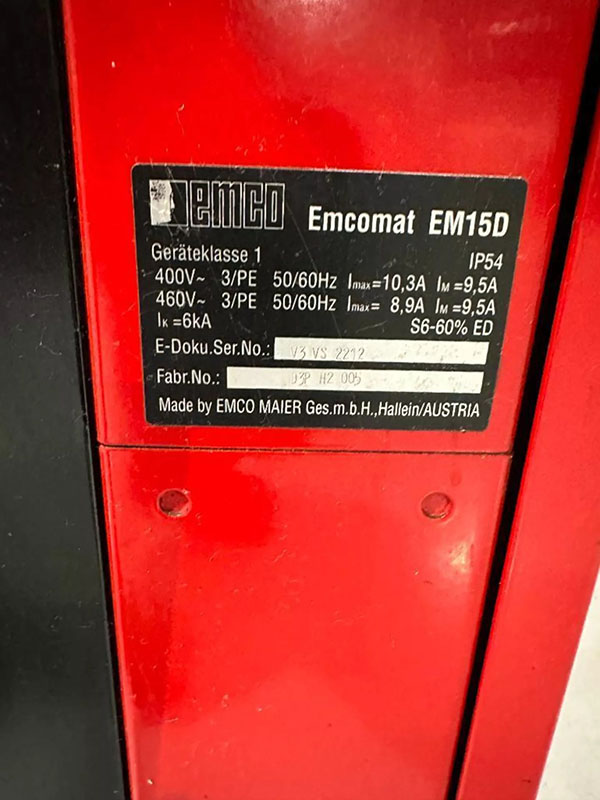 emco Emcomat EM15D
Geräteklasse 1 IP54
400V~ 3/PE 50/60Hz Imax=10,3A IM =9,5A
460V~ 3/PE 50/60Hz Imax= 8,9A IM =9,5A
IK =6kA S6-60% ED
E-Doku.Ser.No.: V3 VS 2212
Fabr.No.: H2 005
Made by EMCO MAIER Ges.m.b.H.,Hallein/AUSTRIA